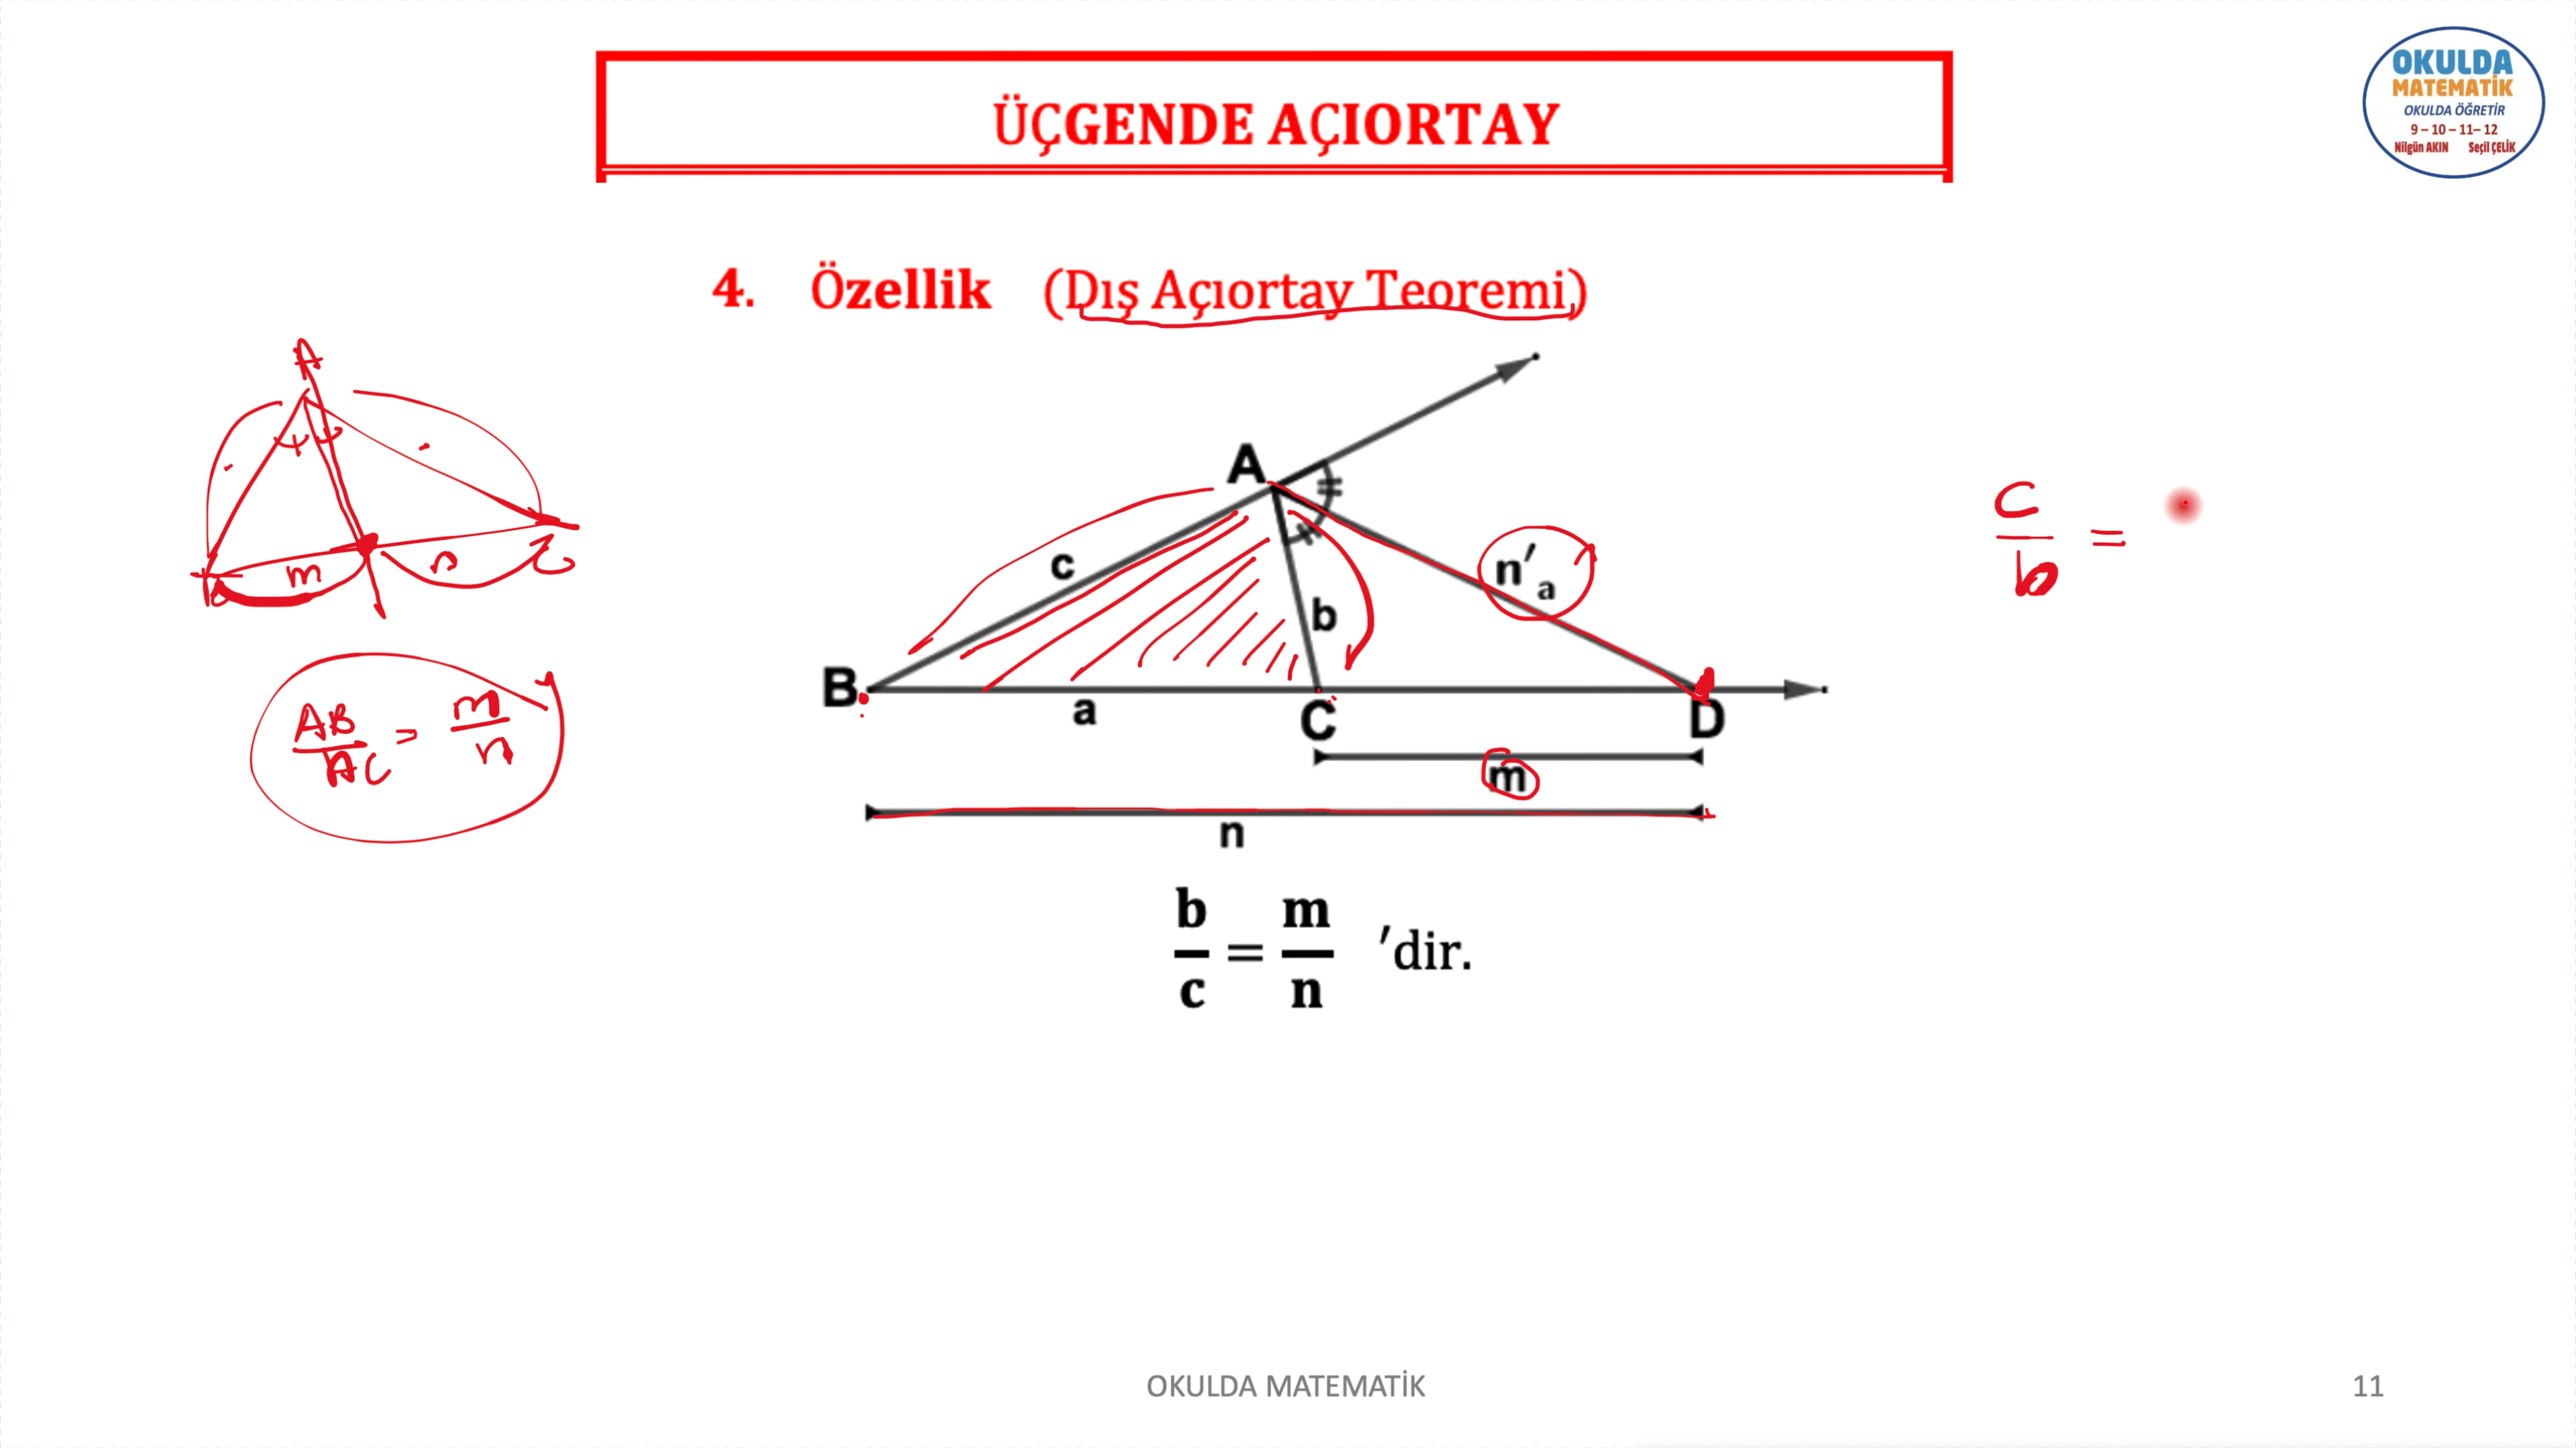 OKULDA
MATEMATİK
OKULDA ÖĞRETİR
9 – 10 – 11– 12
Nilgün AKIN Seçil ÇELİK
ÜÇGENDE AÇIORTAY
4. Özellik (Dış Açıortay Teoremi)
A
m n
B C
AB/AC = m/n
A
c b n′a
B a C D
m
n
c/b =
b/c = m/n ′dir.
OKULDA MATEMATİK
11